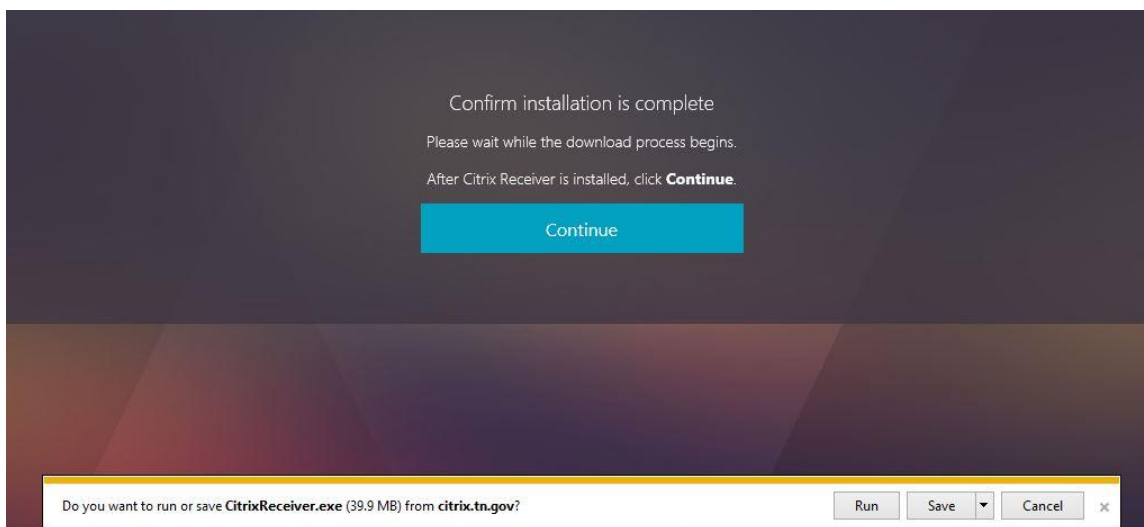 Confirm installation is complete
Please wait while the download process begins.
After Citrix Receiver is installed, click Continue.
Continue
Do you want to run or save CitrixReceiver.exe (39.9 MB) from citrix.tn.gov?
Run
Save
Cancel